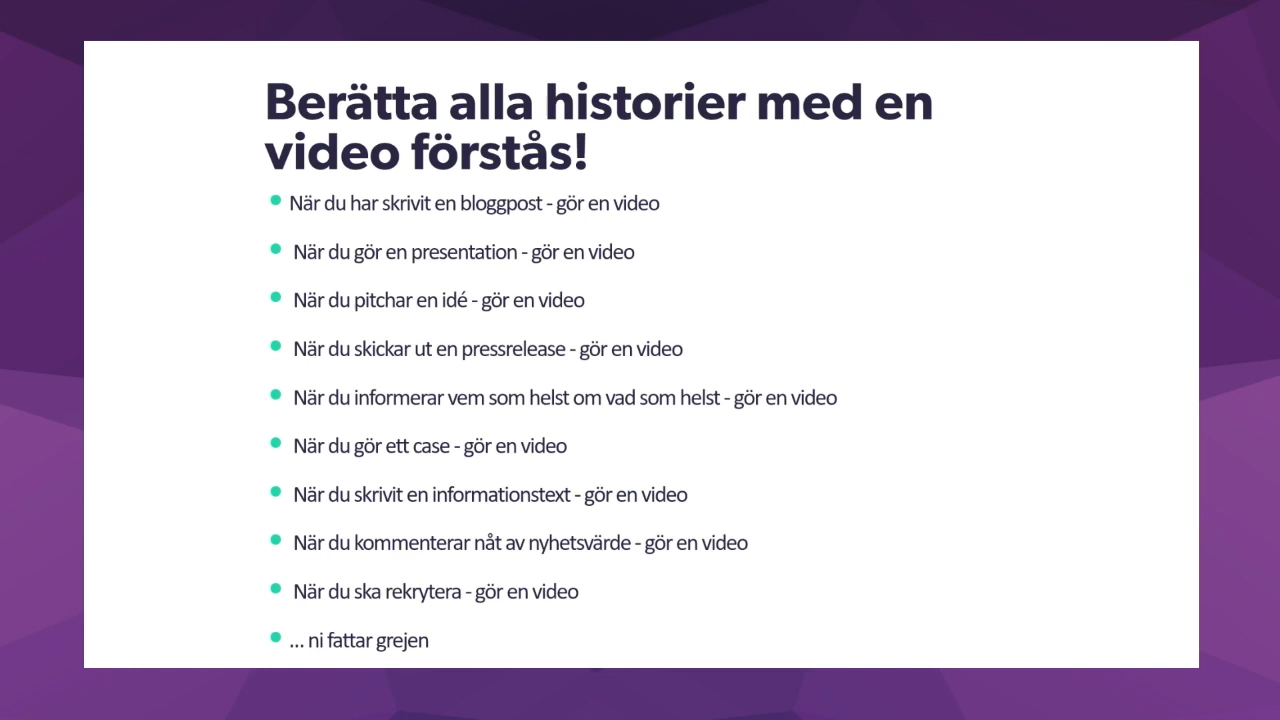 Berätta alla historier med en
video förstås!
När du har skrivit en bloggpost - gör en video
När du gör en presentation - gör en video
När du pitchar en idé - gör en video
När du skickar ut en pressrelease - gör en video
När du informerar vem som helst om vad som helst - gör en video
När du gör ett case - gör en video
När du skrivit en informationstext - gör en video
När du kommenterar nåt av nyhetsvärde - gör en video
När du ska rekrytera - gör en video
... ni fattar grejen